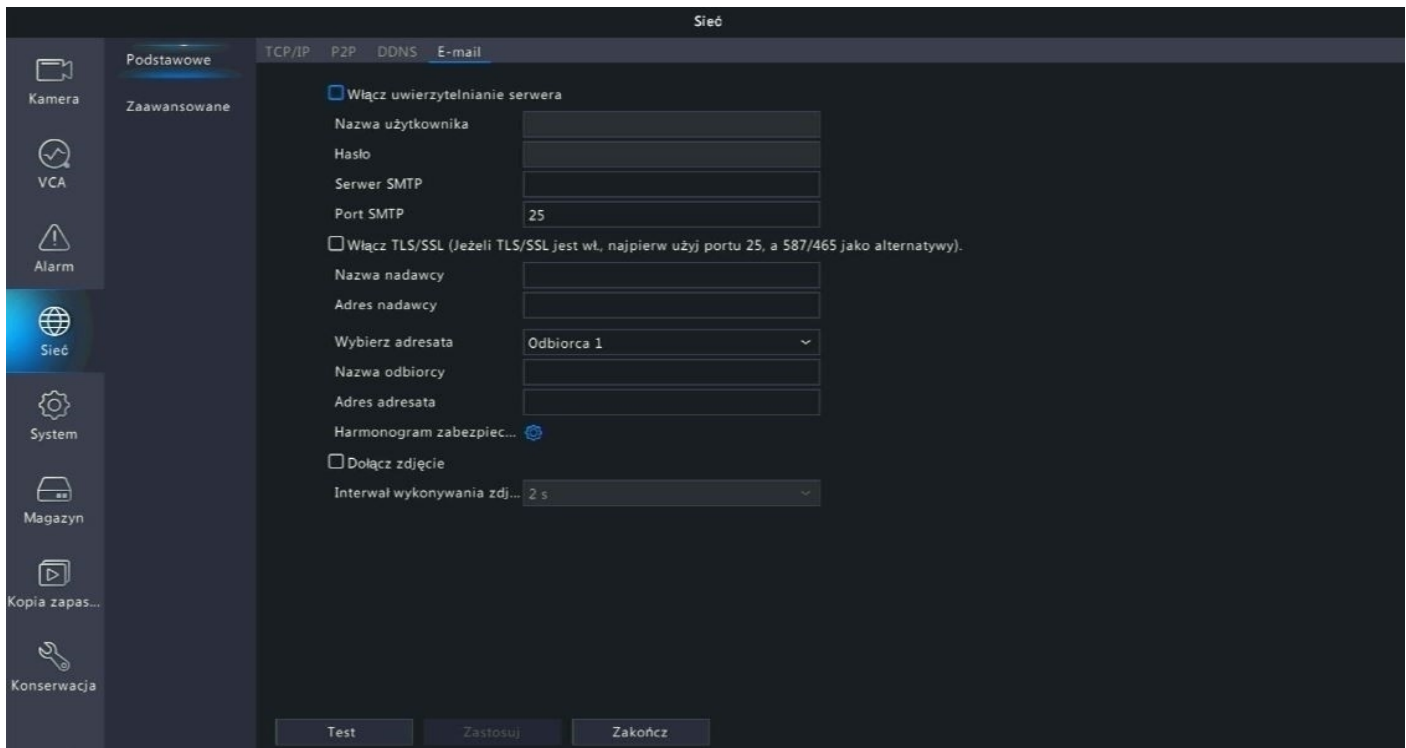 Sieć
Kamera
VCA
Alarm
Sieć
System
Magazyn
Kopia zapas...
Konserwacja
Podstawowe
Zaawansowane
TCP/IP P2P DDNS E-mail
Włącz uwierzytelnianie serwera
Nazwa użytkownika
Hasło
Serwer SMTP
Port SMTP 25
Włącz TLS/SSL (Jeżeli TLS/SSL jest wł., najpierw użyj portu 25, a 587/465 jako alternatywy).
Nazwa nadawcy
Adres nadawcy
Wybierz adresata Odbiorca 1
Nazwa odbiorcy
Adres adresata
Harmonogram zabezpiec...
Dołącz zdjęcie
Interwał wykonywania zdj... 2 s
Test Zastosuj Zakończ